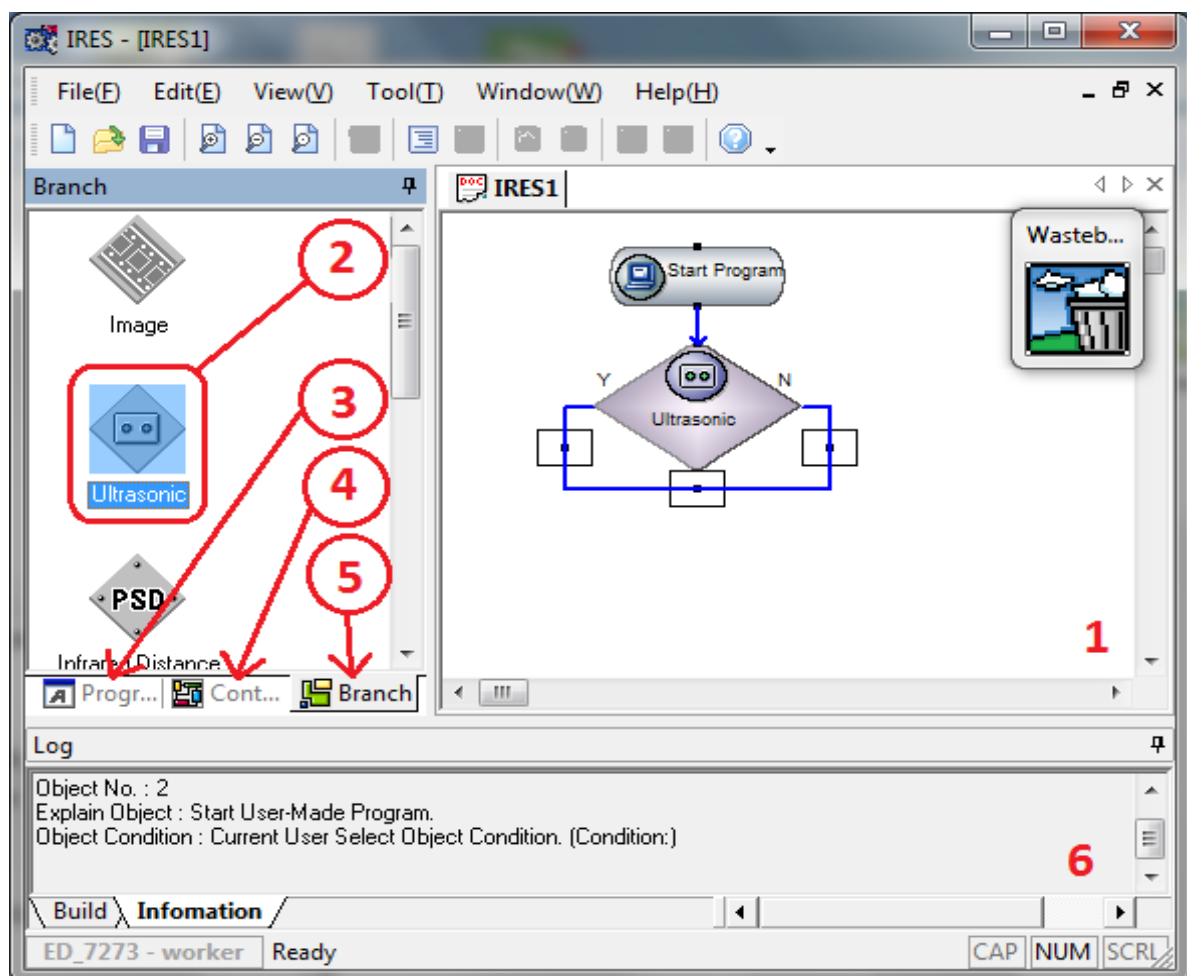 IRES - [IRES1]
File(F) Edit(E) View(V) Tool(T) Window(W) Help(H)
Branch
IRES1
Image
2
Ultrasonic
3
4
5
PSD
Infrared Distance
Progr... Cont... Branch
Start Program
Y N
Ultrasonic
Wasteb...
1
Log
Object No. : 2
Explain Object : Start User-Made Program.
Object Condition : Current User Select Object Condition. (Condition:)
6
Build Infomation
ED_7273 - worker Ready CAP NUM SCRL